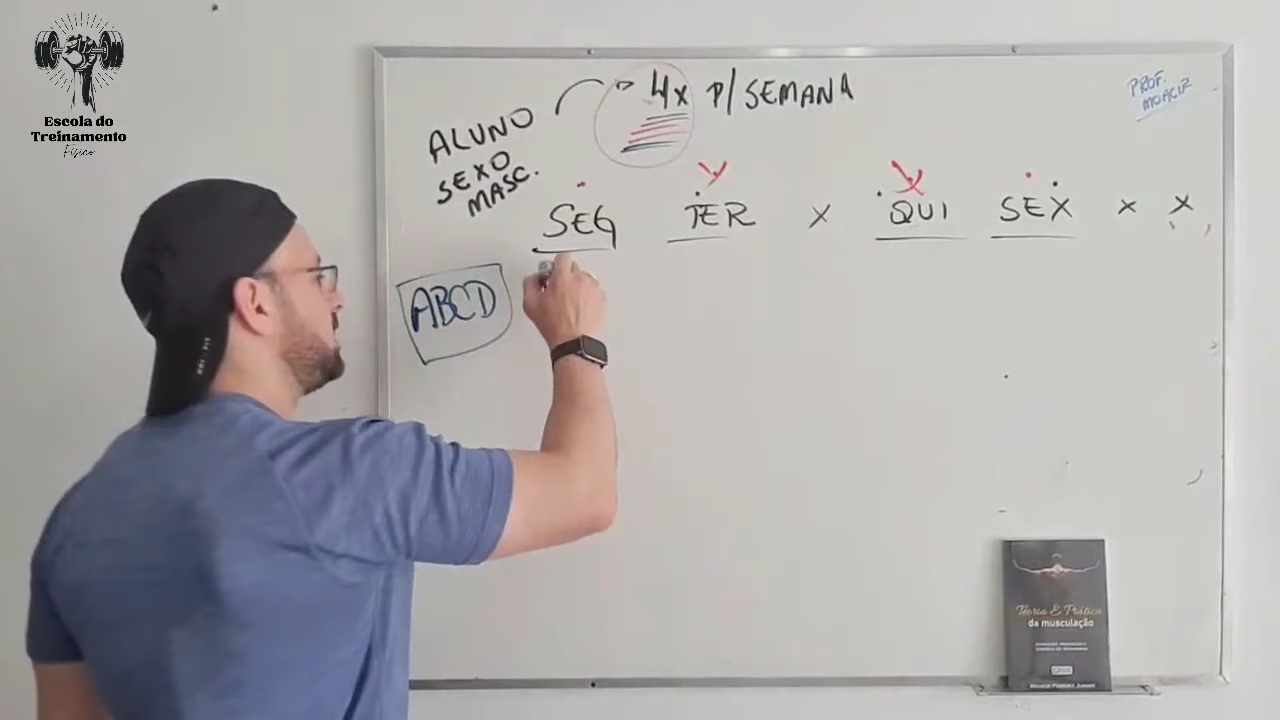 Escola do
Treinamento
Físico
4x P/SEMANA
PROF.
MOACIR
ALUNO
SEXO
MASC.
SEG TER X QUI SEX X X
ABCD
Teoria E Prática
da musculação